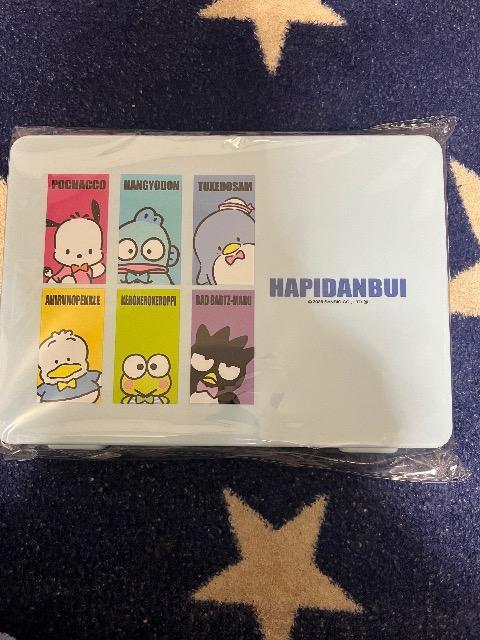 POCHACCO HANGYODON TUXEDOSAM
HAPIDANBUI
AHIRUNOPEKKLE KEROKEROKEROPPI BAD BADTZ-MARU